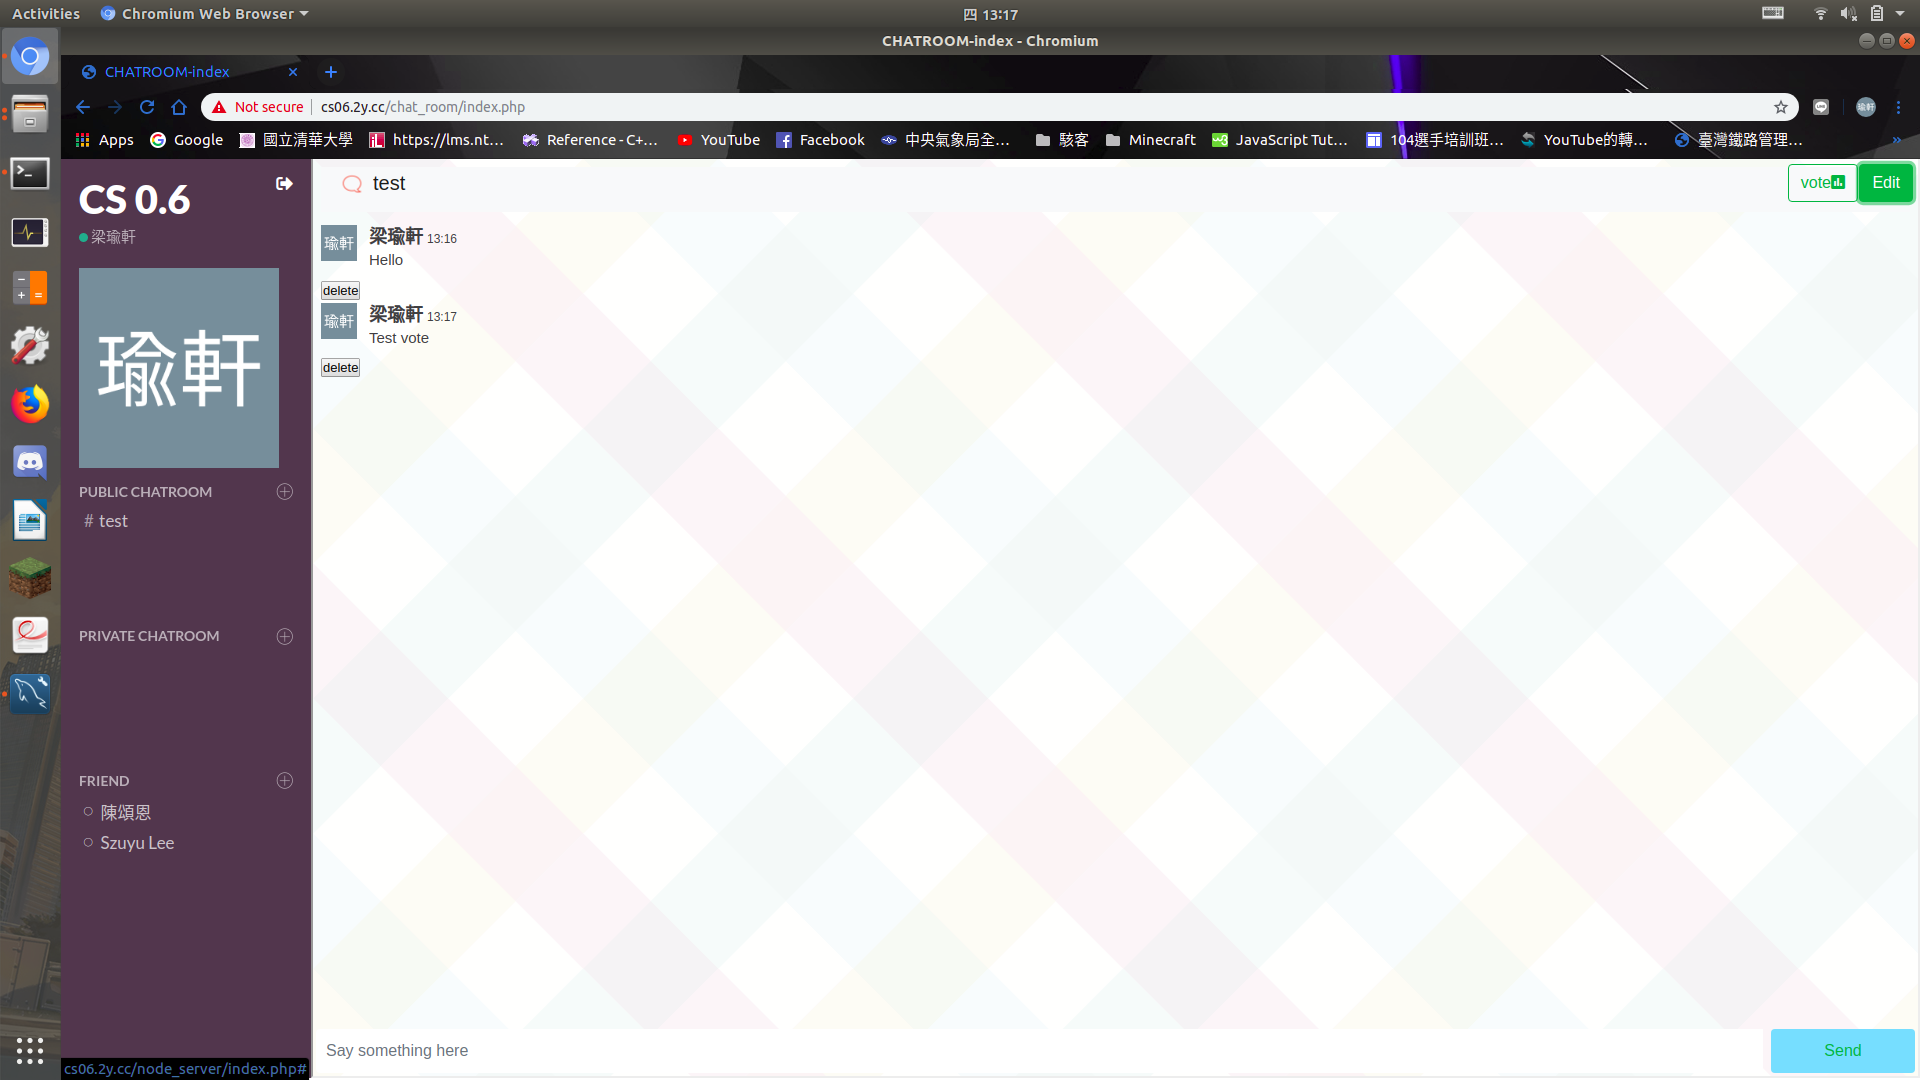 Activities
Chromium Web Browser
四 13:17
CHATROOM-index - Chromium
CHATROOM-index
Not secure
cs06.2y.cc/chat_room/index.php
瑜軒
Apps
Google
國立清華大學
https://lms.nt...
Reference - C+...
YouTube
Facebook
中央氣象局全...
駭客
Minecraft
JavaScript Tut...
104選手培訓班...
YouTube的轉...
臺灣鐵路管理...
»
CS 0.6
梁瑜軒
瑜軒
PUBLIC CHATROOM
# test
PRIVATE CHATROOM
FRIEND
陳頌恩
Szuyu Lee
test
vote
Edit
瑜軒
梁瑜軒 13:16
Hello
delete
瑜軒
梁瑜軒 13:17
Test vote
delete
Say something here
Send
cs06.2y.cc/node_server/index.php#